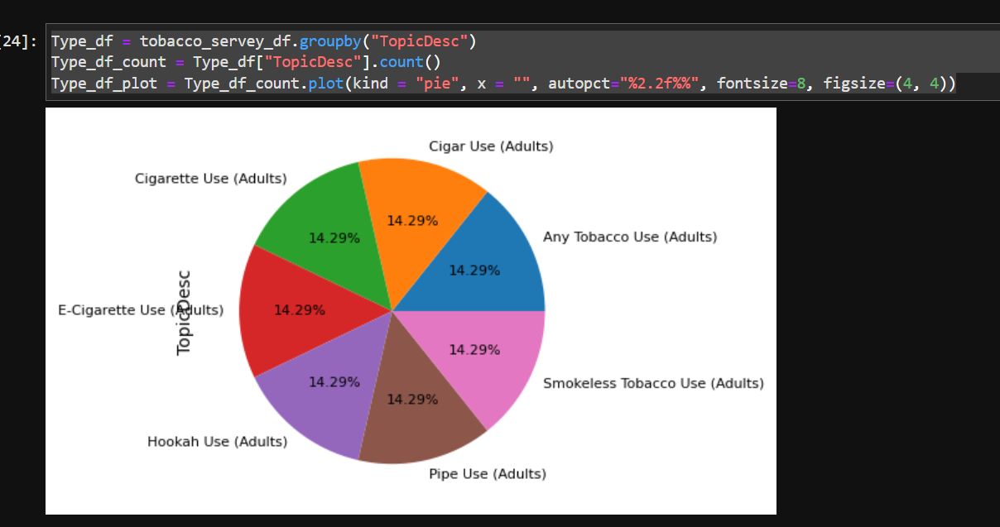 [24]:
Type_df = tobacco_servey_df.groupby("TopicDesc")
Type_df_count = Type_df["TopicDesc"].count()
Type_df_plot = Type_df_count.plot(kind = "pie", x = "", autopct="%2.2f%%", fontsize=8, figsize=(4, 4))
Cigar Use (Adults)
Cigarette Use (Adults)
14.29%
14.29%
Any Tobacco Use (Adults)
14.29%
E-Cigarette Use (Adults)
14.29%
TopicDesc
14.29%
Smokeless Tobacco Use (Adults)
14.29%
14.29%
Hookah Use (Adults)
Pipe Use (Adults)